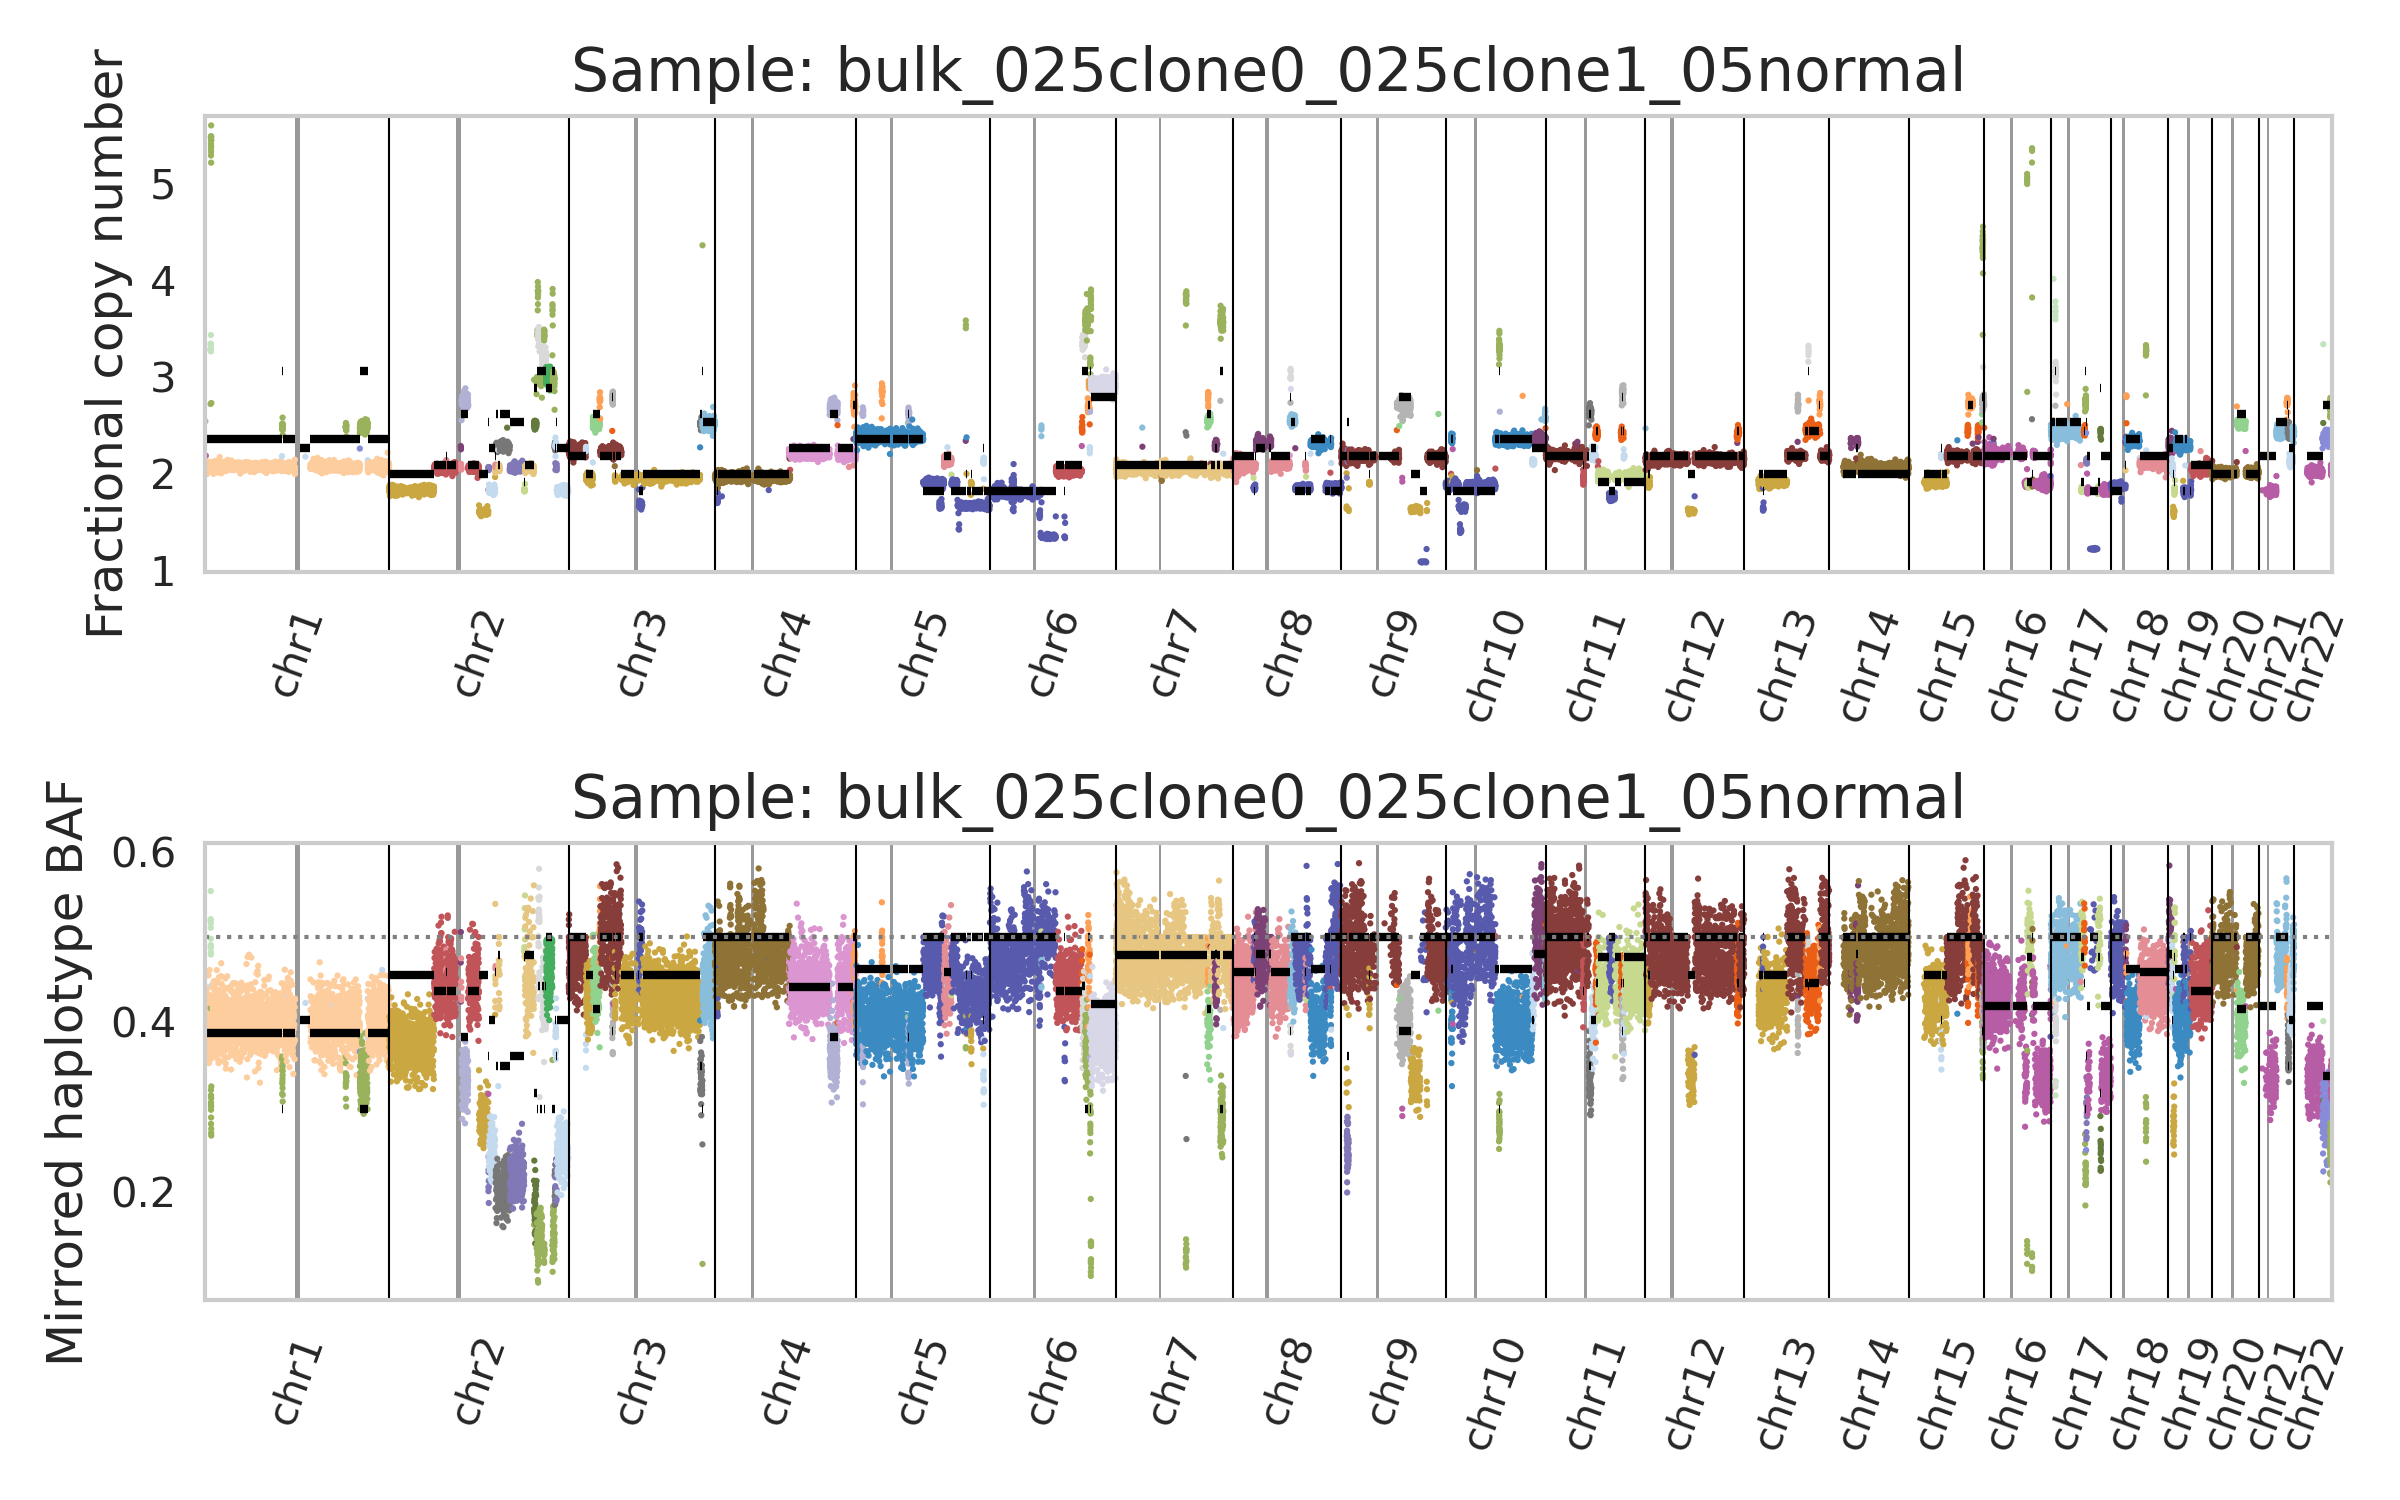 Sample: bulk_025clone0_025clone1_05normal
Fractional copy number
5
4
3
2
1
chr1 chr2 chr3 chr4 chr5 chr6 chr7 chr8 chr9 chr10 chr11 chr12 chr13 chr14 chr15 chr16 chr17 chr18 chr19 chr20 chr21 chr22
Sample: bulk_025clone0_025clone1_05normal
Mirrored haplotype BAF
0.6
0.4
0.2
chr1 chr2 chr3 chr4 chr5 chr6 chr7 chr8 chr9 chr10 chr11 chr12 chr13 chr14 chr15 chr16 chr17 chr18 chr19 chr20 chr21 chr22